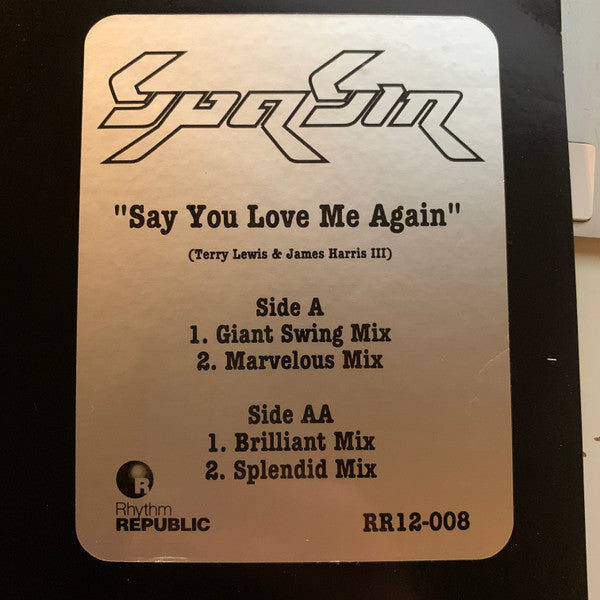 "Say You Love Me Again"
(Terry Lewis & James Harris III)
Side A
1. Giant Swing Mix
2. Marvelous Mix
Side AA
1. Brilliant Mix
2. Splendid Mix
R
Rhythm
REPUBLIC
RR12-008